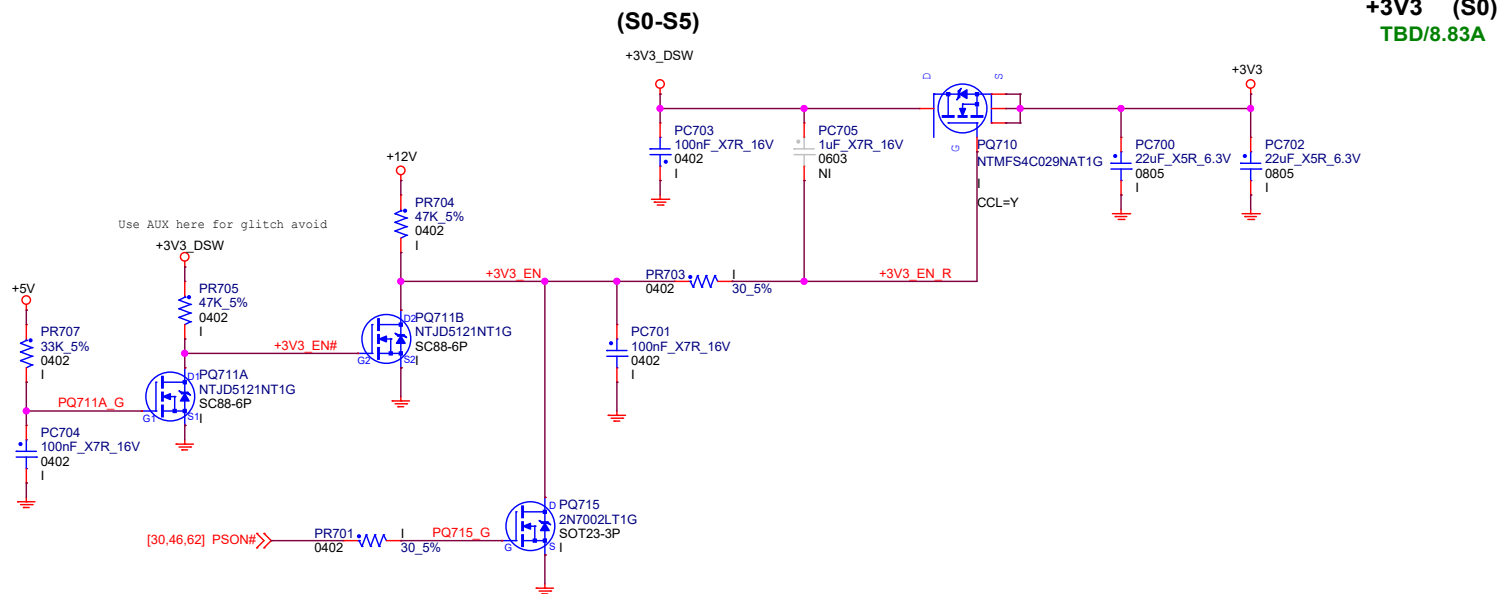 (S0-S5)
+3V3 (S0)
TBD/8.83A
+3V3_DSW
D
S
G
+3V3
PC703
100nF_X7R_16V
0402
I
PC705
1uF_X7R_16V
0603
NI
PQ710
NTMFS4C029NAT1G
I
CCL=Y
PC700
22uF_X5R_6.3V
0805
I
PC702
22uF_X5R_6.3V
0805
I
+12V
PR704
47K_5%
0402
I
Use AUX here for glitch avoid
+3V3_DSW
PR705
47K_5%
0402
I
+3V3_EN
PR703
0402
I
30_5%
+3V3_EN_R
+5V
PR707
33K_5%
0402
I
+3V3_EN#
D2
G2
S2
PQ711B
NTJD5121NT1G
SC88-6P
I
PC701
100nF_X7R_16V
0402
I
PQ711A_G
D1
G1
S1
PQ711A
NTJD5121NT1G
SC88-6P
I
PC704
100nF_X7R_16V
0402
I
[30,46,62] PSON#
PR701
0402
I
30_5%
PQ715_G
D
G
S
PQ715
2N7002LT1G
SOT23-3P
I